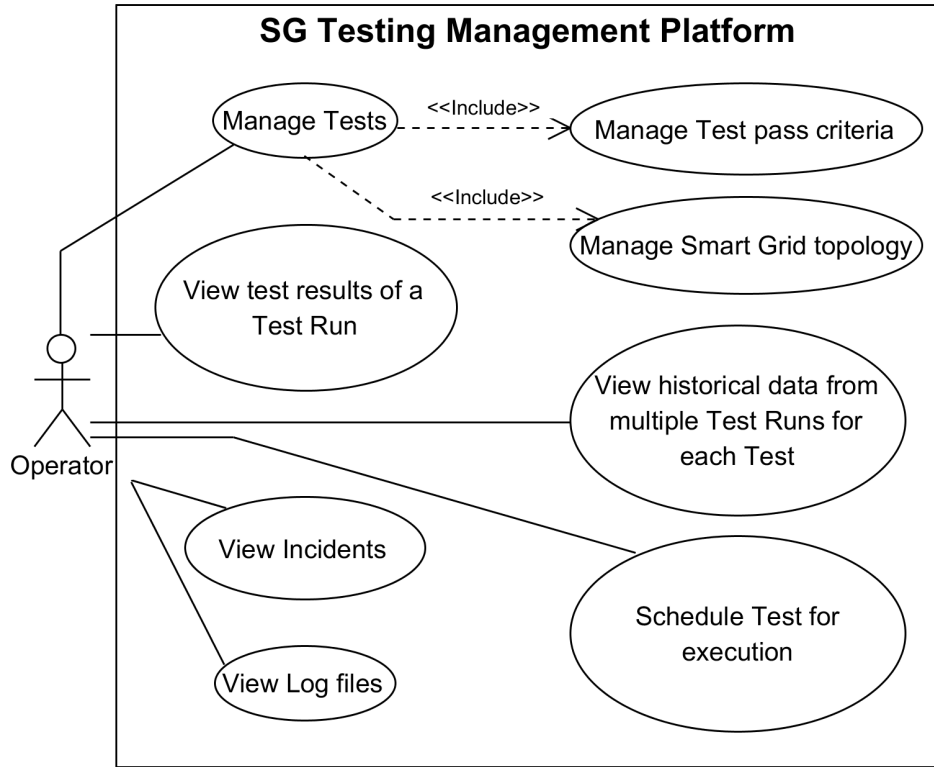 SG Testing Management Platform
<<Include>>
Manage Tests
Manage Test pass criteria
<<Include>>
Manage Smart Grid topology
View test results of a
Test Run
View historical data from
multiple Test Runs for
each Test
Operator
View Incidents
Schedule Test for
execution
View Log files